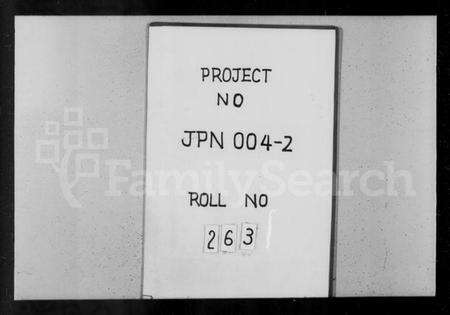 PROJECT
NO
JPN 004-2
FamilySearch
ROLL NO
263